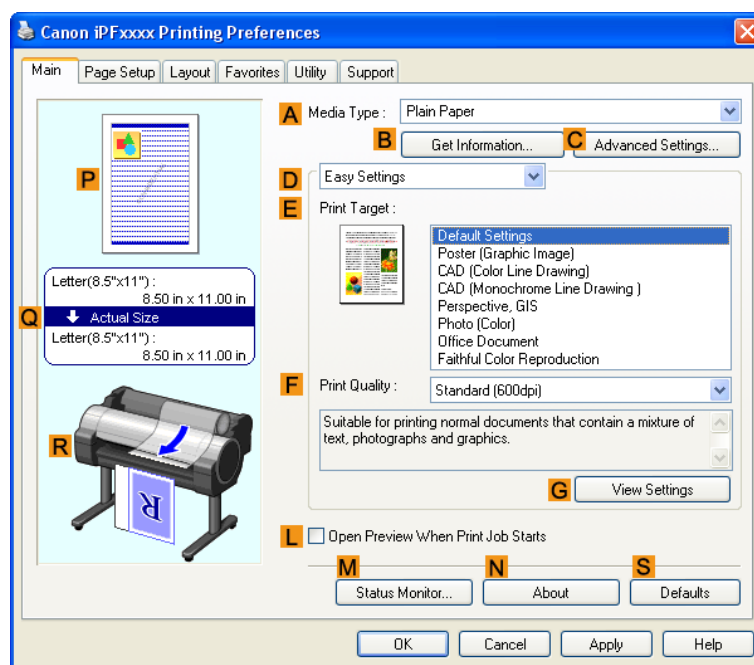 Canon iPFxxxx Printing Preferences
Main Page Setup Layout Favorites Utility Support
A Media Type : Plain Paper
B Get Information... C Advanced Settings...
P
D Easy Settings
E Print Target :
Default Settings
Poster (Graphic Image)
CAD (Color Line Drawing)
CAD (Monochrome Line Drawing )
Perspective, GIS
Photo (Color)
Office Document
Faithful Color Reproduction
Letter(8.5"x11") :
8.50 in x 11.00 in
Q Actual Size
Letter(8.5"x11") :
8.50 in x 11.00 in
F Print Quality : Standard (600dpi)
Suitable for printing normal documents that contain a mixture of
text, photographs and graphics.
R
R
G View Settings
L Open Preview When Print Job Starts
M Status Monitor... N About S Defaults
OK Cancel Apply Help